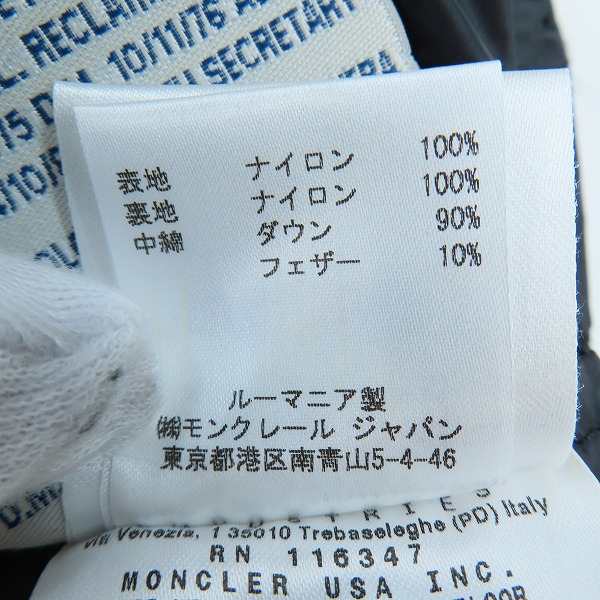 L. RECLAM
10/11/76
SECRETARY
表地 ナイロン 100%
裏地 ナイロン 100%
中綿 ダウン 90%
フェザー 10%
ルーマニア製
㈱モンクレール ジャパン
東京都港区南青山5-4-46
Via Venezia, 1 35010 Trebaseleghe (PD) Italy
RN 116347
MONCLER USA INC.